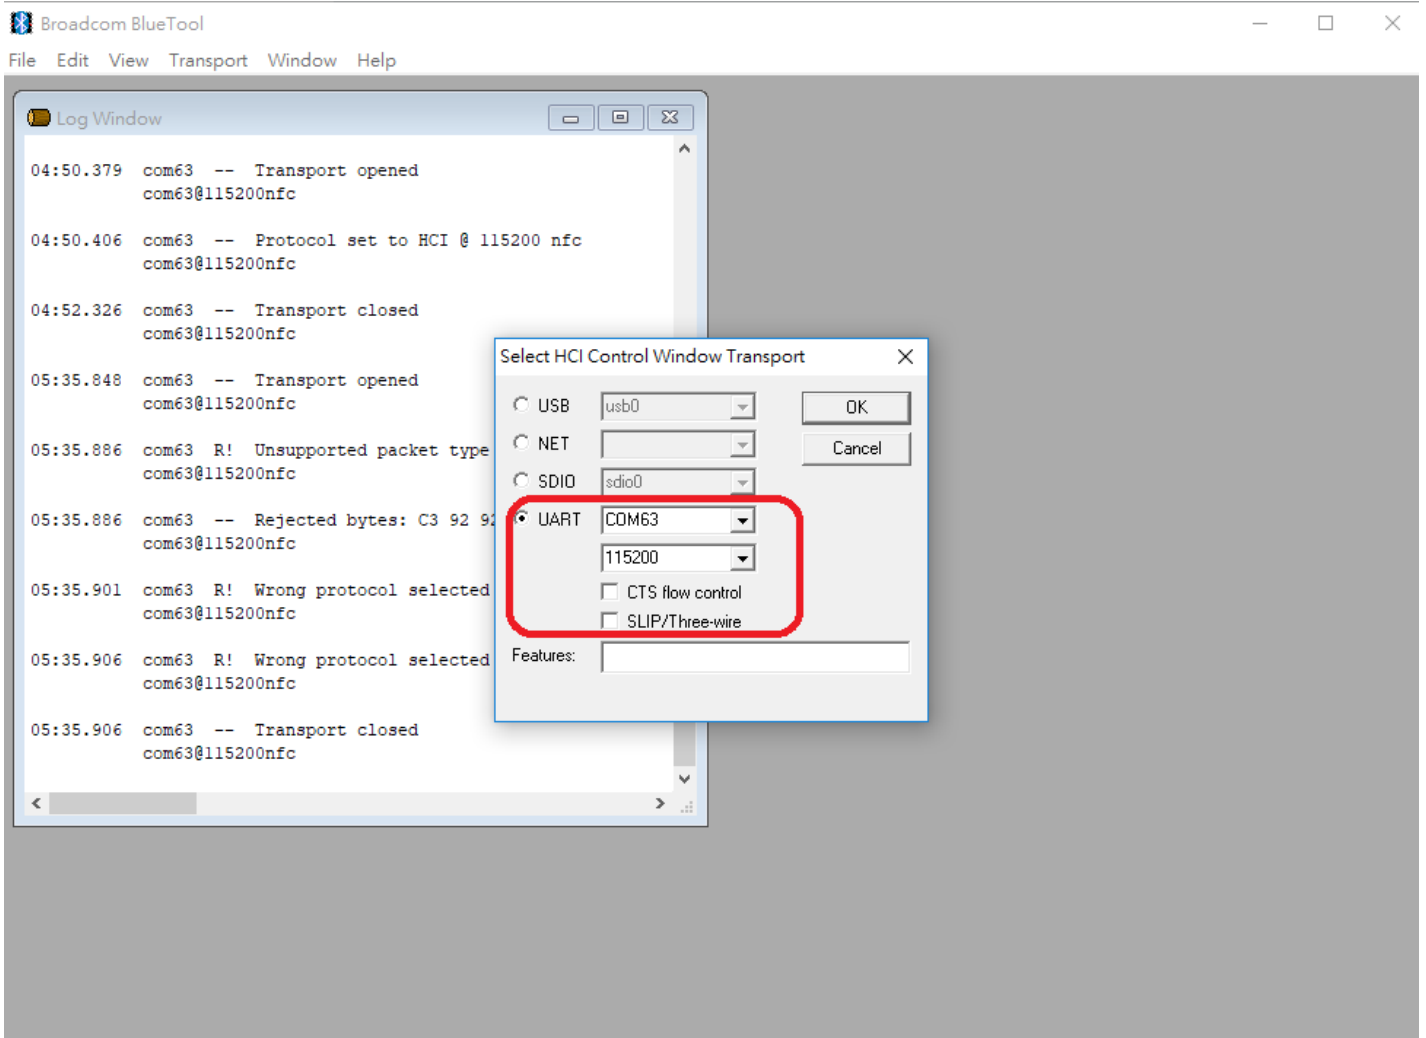 Broadcom BlueTool
File Edit View Transport Window Help
Log Window
04:50.379 com63 -- Transport opened
com63@115200nfc
04:50.406 com63 -- Protocol set to HCI @ 115200 nfc
com63@115200nfc
04:52.326 com63 -- Transport closed
com63@115200nfc
05:35.848 com63 -- Transport opened
com63@115200nfc
05:35.886 com63 R! Unsupported packet type
com63@115200nfc
05:35.886 com63 -- Rejected bytes: C3 92 92
com63@115200nfc
05:35.901 com63 R! Wrong protocol selected
com63@115200nfc
05:35.906 com63 R! Wrong protocol selected
com63@115200nfc
05:35.906 com63 -- Transport closed
com63@115200nfc
Select HCI Control Window Transport
USB usb0 OK
NET Cancel
SDIO sdio0
UART COM63
115200
CTS flow control
SLIP/Three-wire
Features: